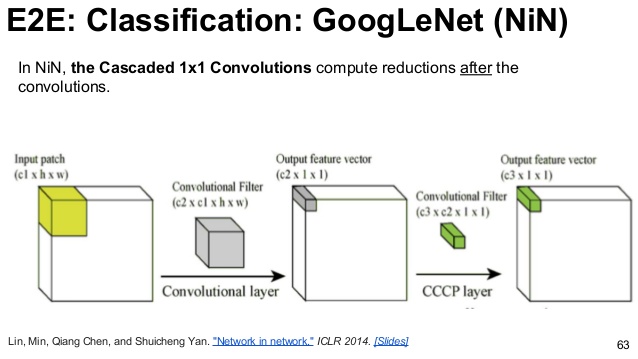 E2E: Classification: GoogLeNet (NiN)
In NiN, the Cascaded 1x1 Convolutions compute reductions after the
convolutions.
Input patch
(c1 x h x w)
Convolutional Filter
(c2 x c1 x h x w)
Convolutional layer
Output feature vector
(c2 x 1 x 1)
Convolutional Filter
(c3 x c2 x 1 x 1)
CCCP layer
Output feature vector
(c3 x 1 x 1)
Lin, Min, Qiang Chen, and Shuicheng Yan. "Network in network." ICLR 2014. [Slides]
63